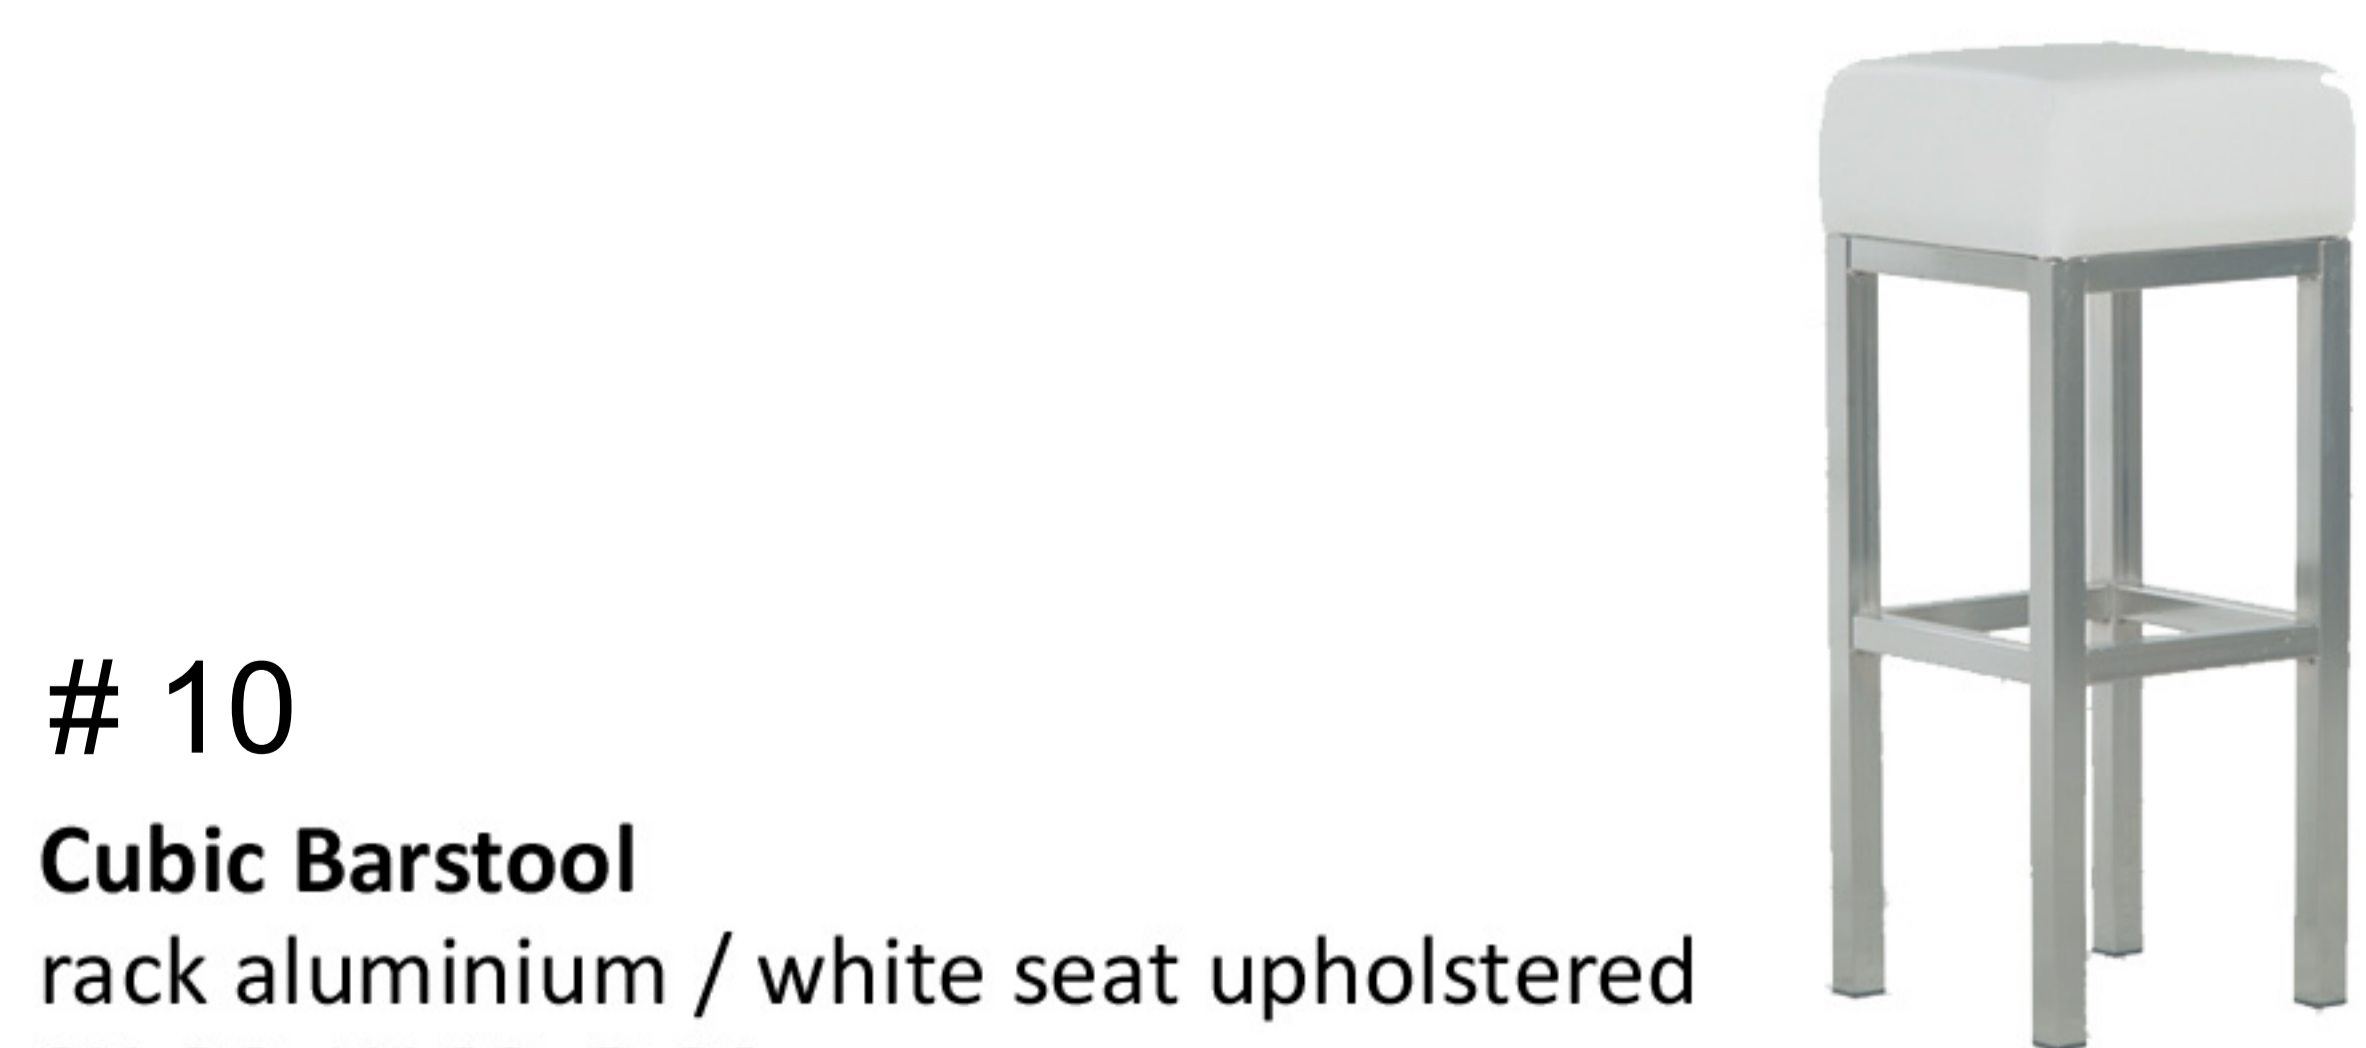 # 10
Cubic Barstool
rack aluminium / white seat upholstered